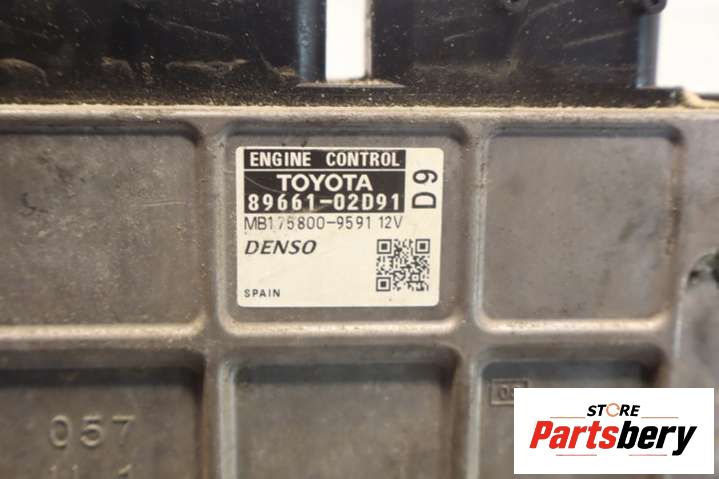 ENGINE CONTROL
TOYOTA
89661-02D91
D9
MB175800-9591 12V
DENSO
SPAIN
057
STORE
Partsbery